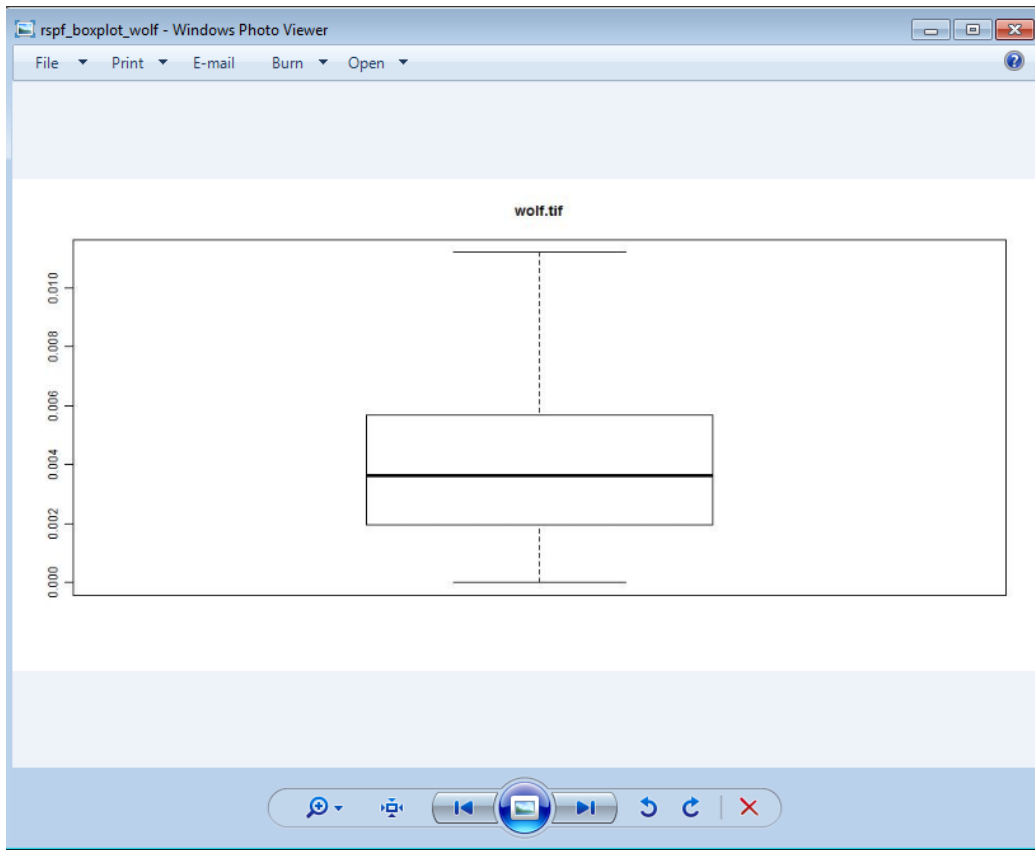 rspf_boxplot_wolf - Windows Photo Viewer
File Print E-mail Burn Open
wolf.tif
0.010
0.008
0.006
0.004
0.002
0.000